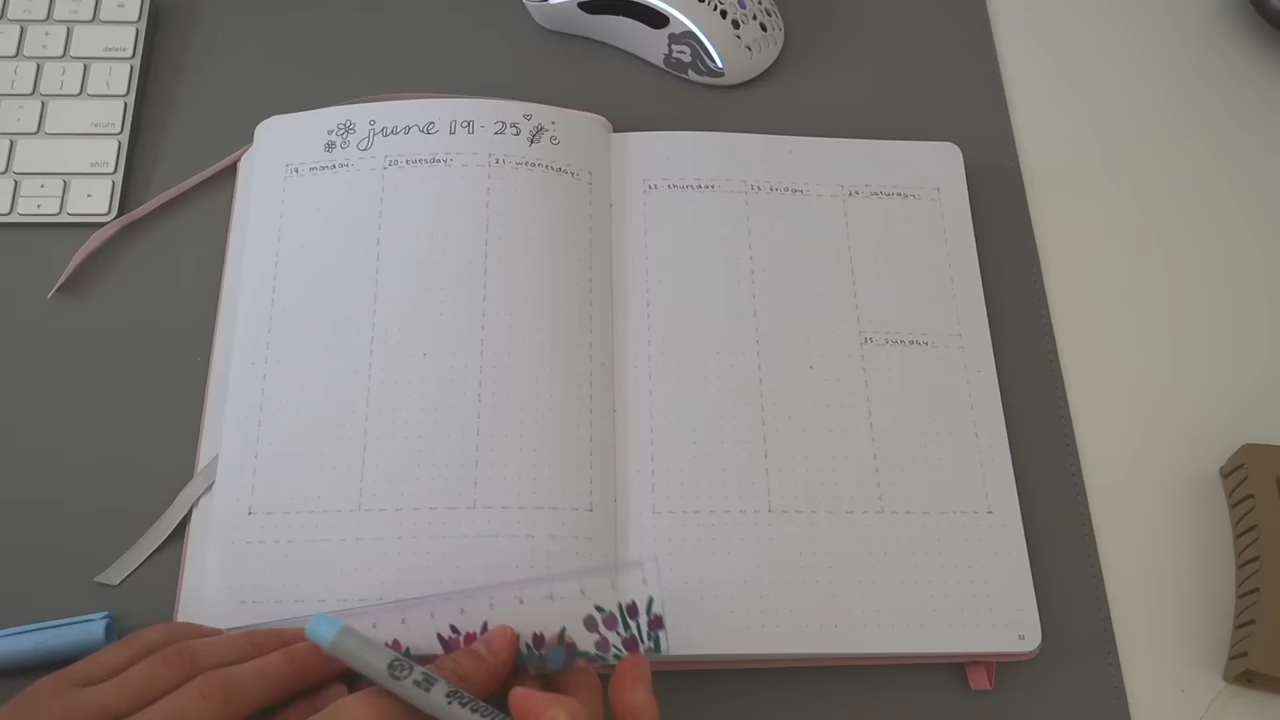 delete
return
shift
june 19-25
19·monday·
20·tuesday·
21·wednesday·
22·thursday·
23·friday·
24·saturday·
25·sunday·
33